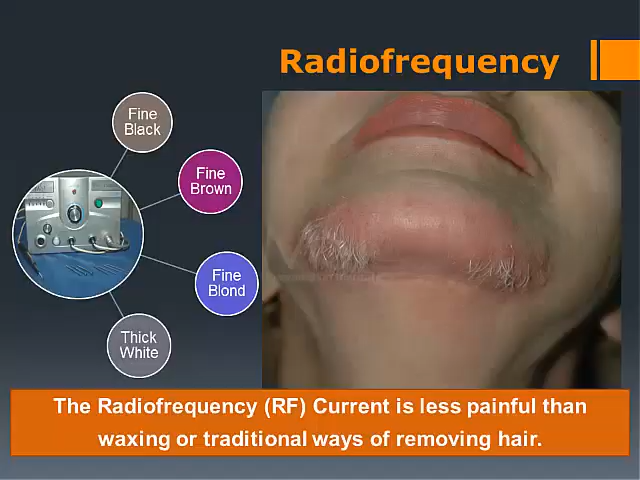 Radiofrequency
Fine
Black
Fine
Brown
Fine
Blond
Thick
White
The Radiofrequency (RF) Current is less painful than
waxing or traditional ways of removing hair.